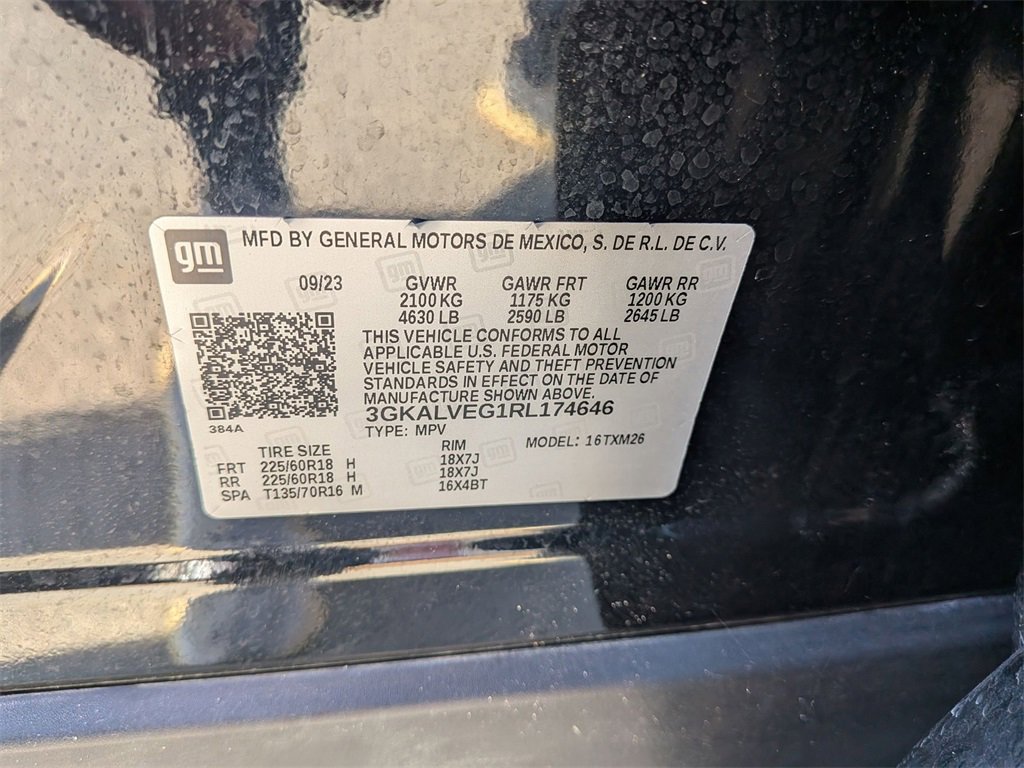 gm
MFD BY GENERAL MOTORS DE MEXICO, S. DE R.L. DE C.V.
09/23 GVWR GAWR FRT GAWR RR
2100 KG 1175 KG 1200 KG
4630 LB 2590 LB 2645 LB
THIS VEHICLE CONFORMS TO ALL
APPLICABLE U.S. FEDERAL MOTOR
VEHICLE SAFETY AND THEFT PREVENTION
STANDARDS IN EFFECT ON THE DATE OF
MANUFACTURE SHOWN ABOVE.
3GKALVEG1RL174646
384A
TYPE: MPV MODEL: 16TXM26
TIRE SIZE RIM
FRT 225/60R18 H 18X7J
RR 225/60R18 H 18X7J
SPA T135/70R16 M 16X4BT